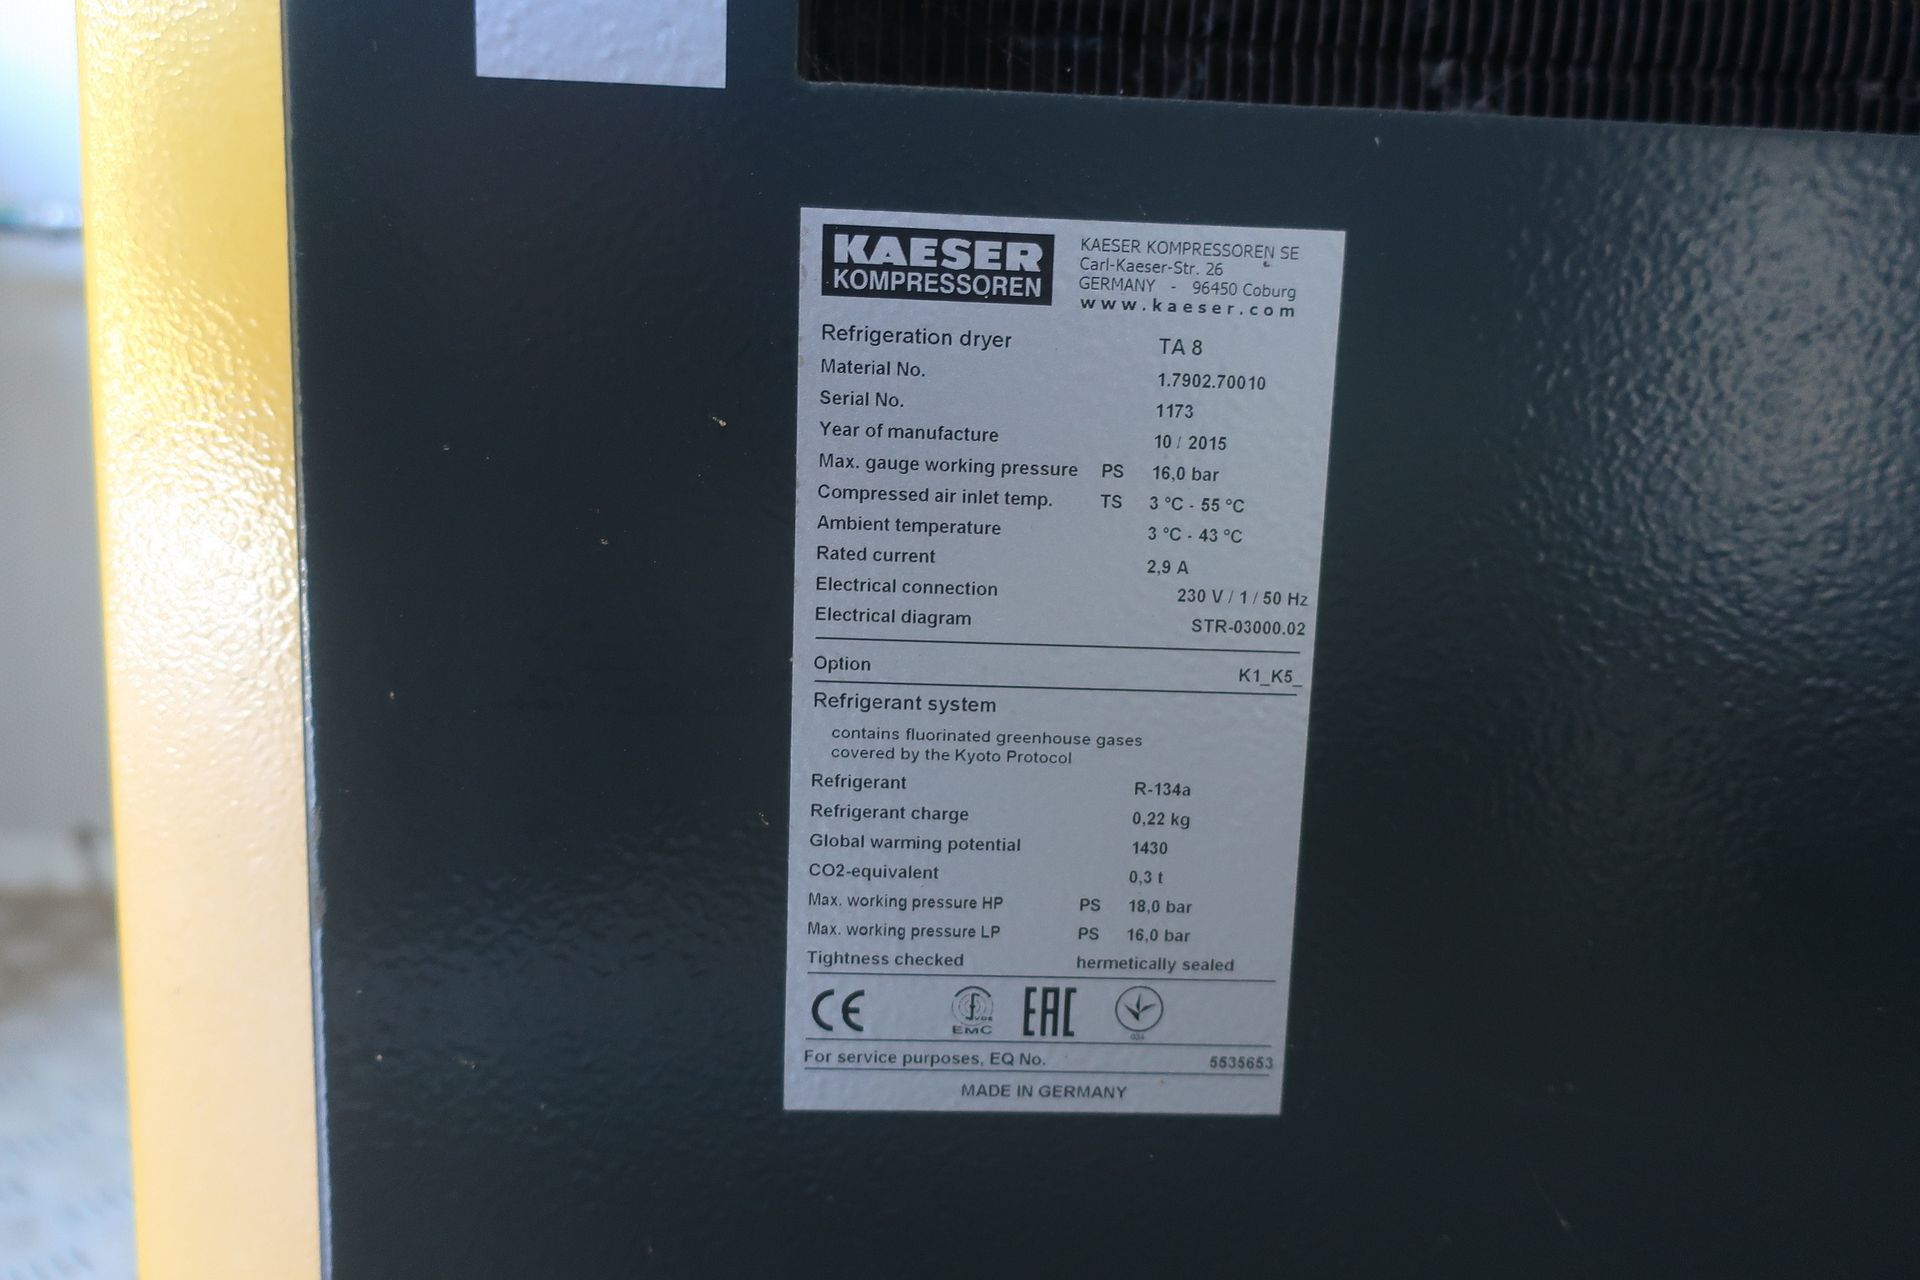 KAESER
KOMPRESSOREN
KAESER KOMPRESSOREN SE
Carl-Kaeser-Str. 26
GERMANY - 96450 Coburg
www.kaeser.com
Refrigeration dryer TA 8
Material No. 1.7902.70010
Serial No. 1173
Year of manufacture 10 / 2015
Max. gauge working pressure PS 16,0 bar
Compressed air inlet temp. TS 3 °C - 55 °C
Ambient temperature 3 °C - 43 °C
Rated current 2,9 A
Electrical connection 230 V / 1 / 50 Hz
Electrical diagram STR-03000.02
Option K1_K5_
Refrigerant system
contains fluorinated greenhouse gases
covered by the Kyoto Protocol
Refrigerant R-134a
Refrigerant charge 0,22 kg
Global warming potential 1430
CO2-equivalent 0,3 t
Max. working pressure HP PS 18,0 bar
Max. working pressure LP PS 16,0 bar
Tightness checked hermetically sealed
CE EMC EAC
For service purposes, EQ No. 5535653
MADE IN GERMANY